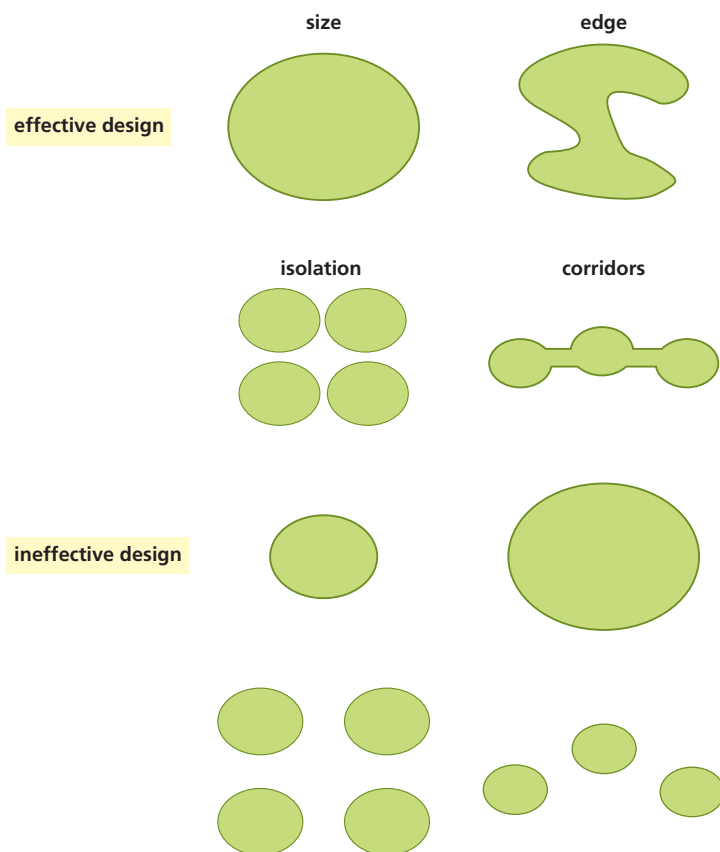 size
edge
effective design
isolation
corridors
ineffective design